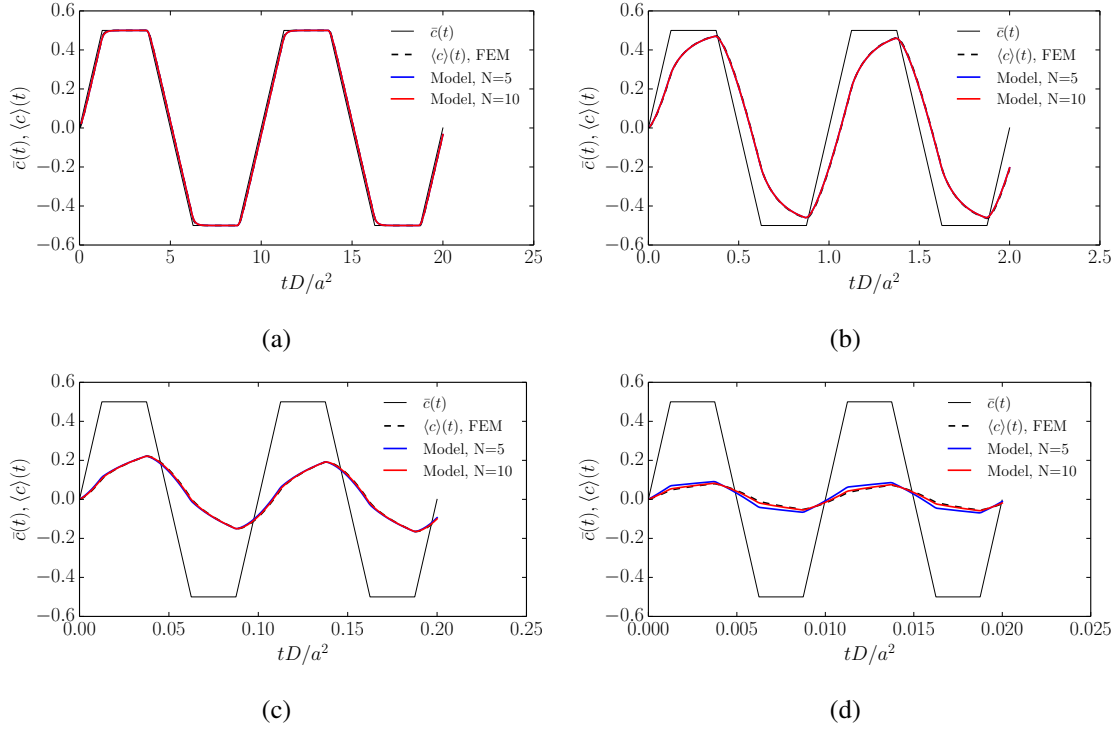 0.6
0.4
0.2
0.0
−0.2
−0.4
−0.6
c̄(t), ⟨c⟩(t)
c̄(t)
⟨c⟩(t), FEM
Model, N=5
Model, N=10
0 5 10 15 20 25
tD/a²
(a)
0.6
0.4
0.2
0.0
−0.2
−0.4
−0.6
c̄(t), ⟨c⟩(t)
c̄(t)
⟨c⟩(t), FEM
Model, N=5
Model, N=10
0.0 0.5 1.0 1.5 2.0 2.5
tD/a²
(b)
0.6
0.4
0.2
0.0
−0.2
−0.4
−0.6
c̄(t), ⟨c⟩(t)
c̄(t)
⟨c⟩(t), FEM
Model, N=5
Model, N=10
0.00 0.05 0.10 0.15 0.20 0.25
tD/a²
(c)
0.6
0.4
0.2
0.0
−0.2
−0.4
−0.6
c̄(t), ⟨c⟩(t)
c̄(t)
⟨c⟩(t), FEM
Model, N=5
Model, N=10
0.000 0.005 0.010 0.015 0.020 0.025
tD/a²
(d)